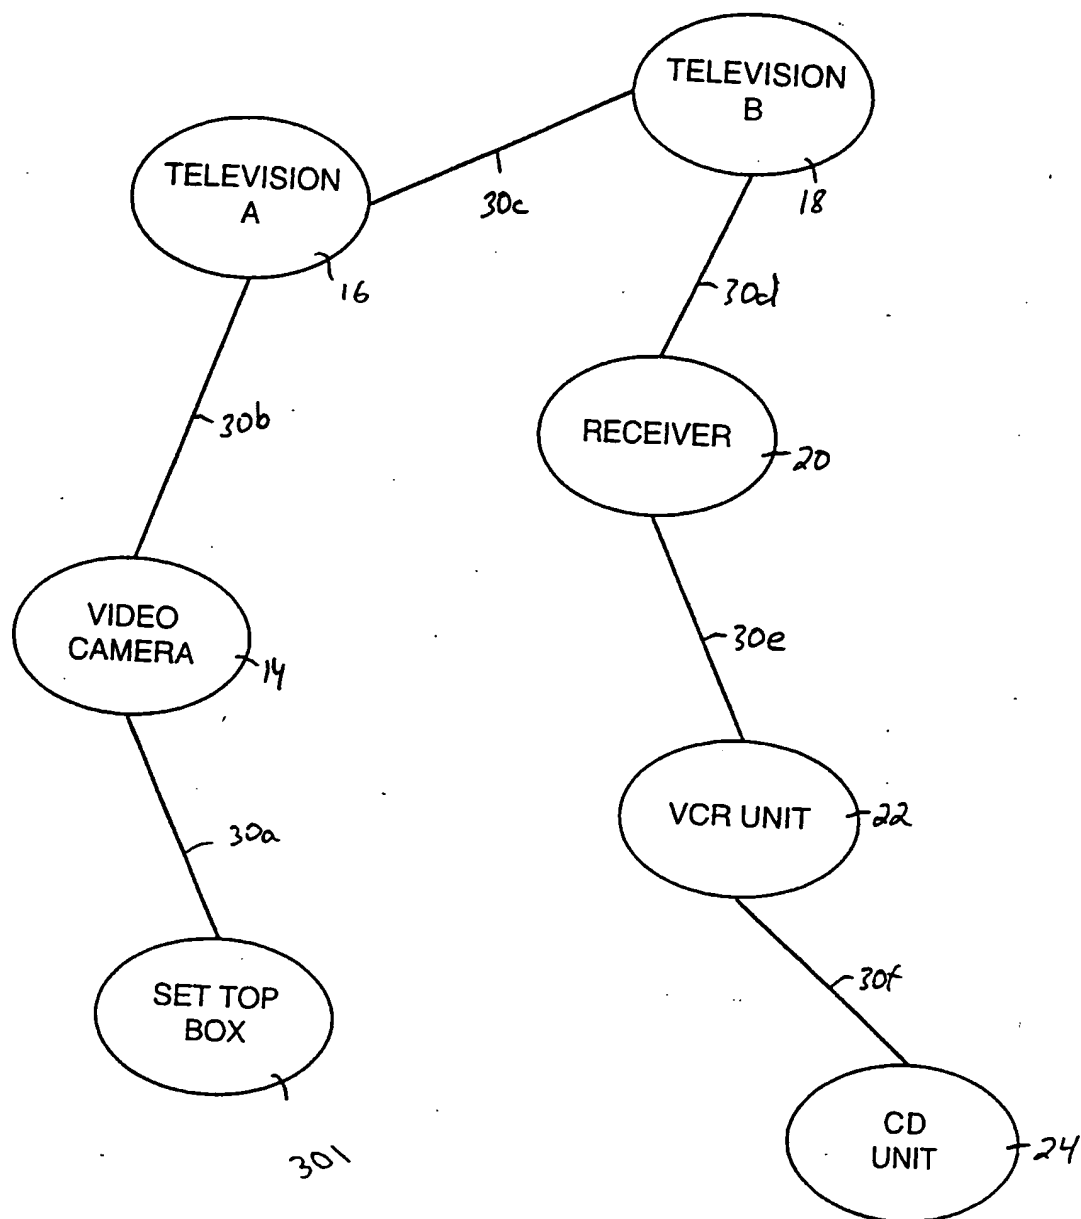 TELEVISION
B
18
TELEVISION
A
16
30c
30d
30b
RECEIVER
20
VIDEO
CAMERA
14
30e
30a
VCR UNIT
22
SET TOP
BOX
301
30f
CD
UNIT
24